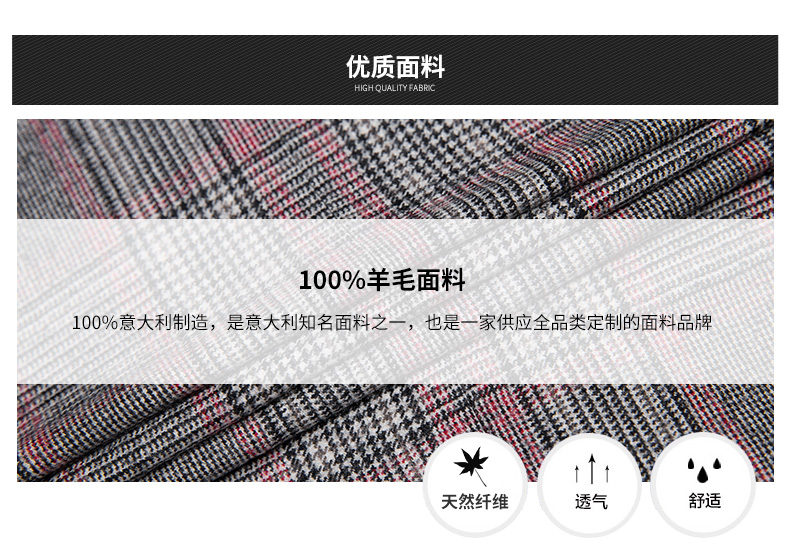 优质面料
HIGH QUALITY FABRIC
100%羊毛面料
100%意大利制造，是意大利知名面料之一，也是一家供应全品类定制的面料品牌
天然纤维
透气
舒适